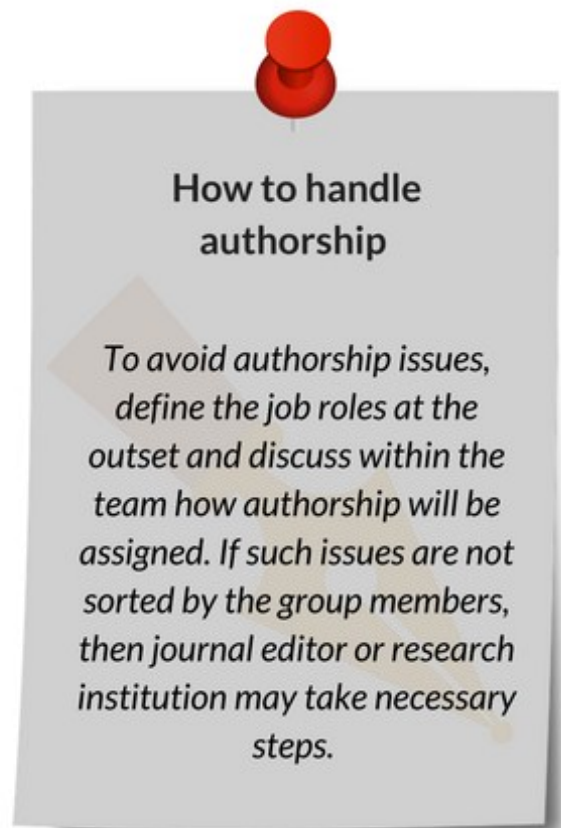 How to handle
authorship
To avoid authorship issues,
define the job roles at the
outset and discuss within the
team how authorship will be
assigned. If such issues are not
sorted by the group members,
then journal editor or research
institution may take necessary
steps.